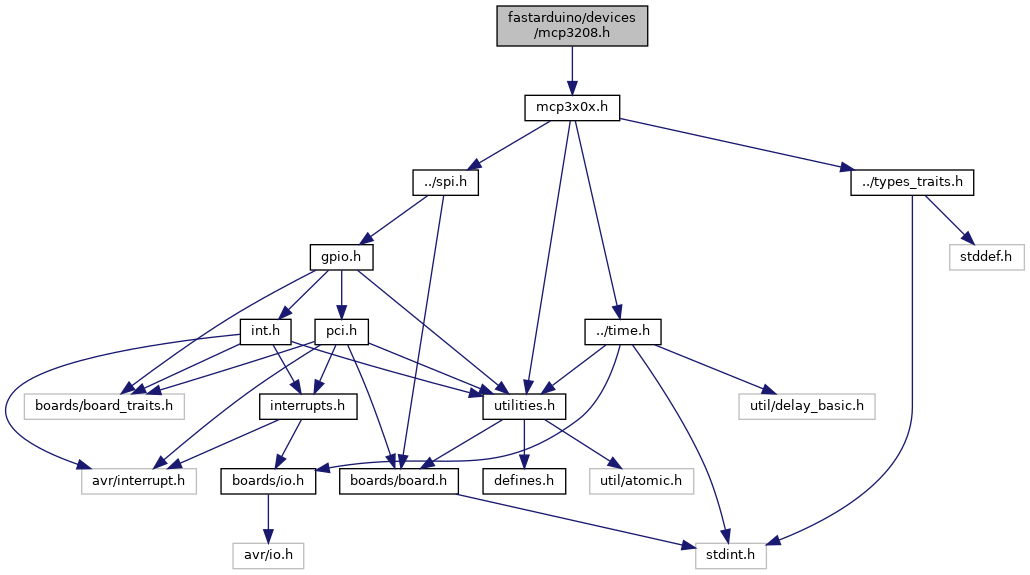 fastarduino/devices
/mcp3208.h
mcp3x0x.h
../spi.h
../types_traits.h
gpio.h
stddef.h
int.h
pci.h
../time.h
boards/board_traits.h
interrupts.h
utilities.h
util/delay_basic.h
avr/interrupt.h
boards/io.h
boards/board.h
defines.h
util/atomic.h
avr/io.h
stdint.h